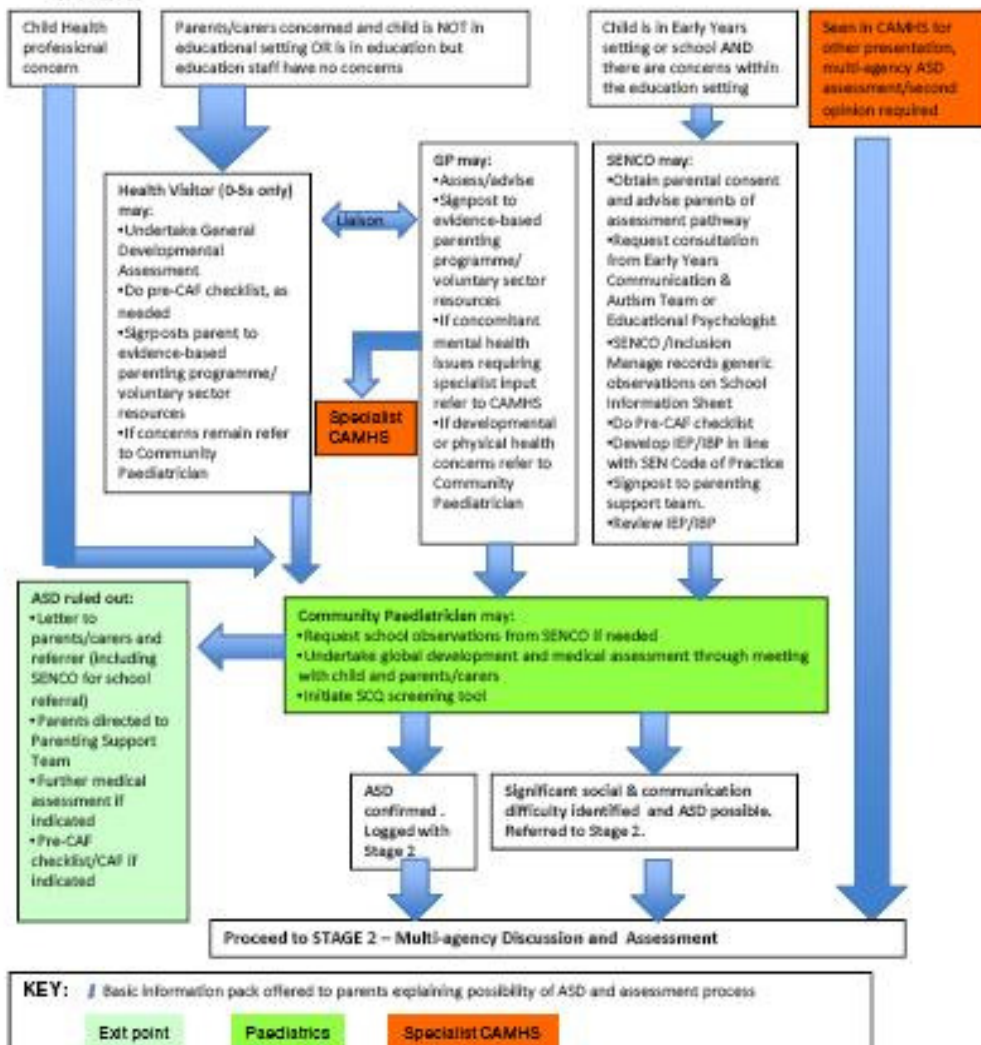 Child Health
professional
concern
Parents/carers concerned and child is NOT in
educational setting OR is in education but
education staff have no concerns
Child is in Early Years
setting or school AND
there are concerns within
the education setting
Seen in CAMHS for
other presentation,
multi-agency ASD
assessment/second
opinion required
Health Visitor (0-5s only)
may:
•Undertake General
Developmental
Assessment
•Do pre-CAF checklist, as
needed
•Signposts parent to
evidence-based
parenting programme/
voluntary sector
resources
•If concerns remain refer
to Community
Paediatrician
Liaison
GP may:
•Assess/advise
•Signpost to
evidence-based
parenting
programme/
voluntary sector
resources
•If concomitant
mental health
issues requiring
specialist input
refer to CAMHS
•If developmental
or physical health
concerns refer to
Community
Paediatrician
Specialist
CAMHS
SENCO may:
•Obtain parental consent
and advise parents of
assessment pathway
•Request consultation
from Early Years
Communication &
Autism Team or
Educational Psychologist
•SENCO /Inclusion
Manage records generic
observations on School
Information Sheet
•Do Pre-CAF checklist
•Develop IEP/IBP in line
with SEN Code of Practice
•Signpost to parenting
support team.
•Review IEP/IBP
ASD ruled out:
•Letter to
parents/carers and
referrer (including
SENCO for school
referral)
•Parents directed to
Parenting Support
Team
•Further medical
assessment if
indicated
•Pre-CAF
checklist/CAF if
indicated
Community Paediatrician may:
•Request school observations from SENCO if needed
•Undertake global development and medical assessment through meeting
with child and parents/carers
•Initiate SCQ screening tool
ASD
confirmed .
Logged with
Stage 2
Significant social & communication
difficulty identified and ASD possible.
Referred to Stage 2.
Proceed to STAGE 2 – Multi-agency Discussion and Assessment
KEY: Basic information pack offered to parents explaining possibility of ASD and assessment process
Exit point
Paediatrics
Specialist CAMHS